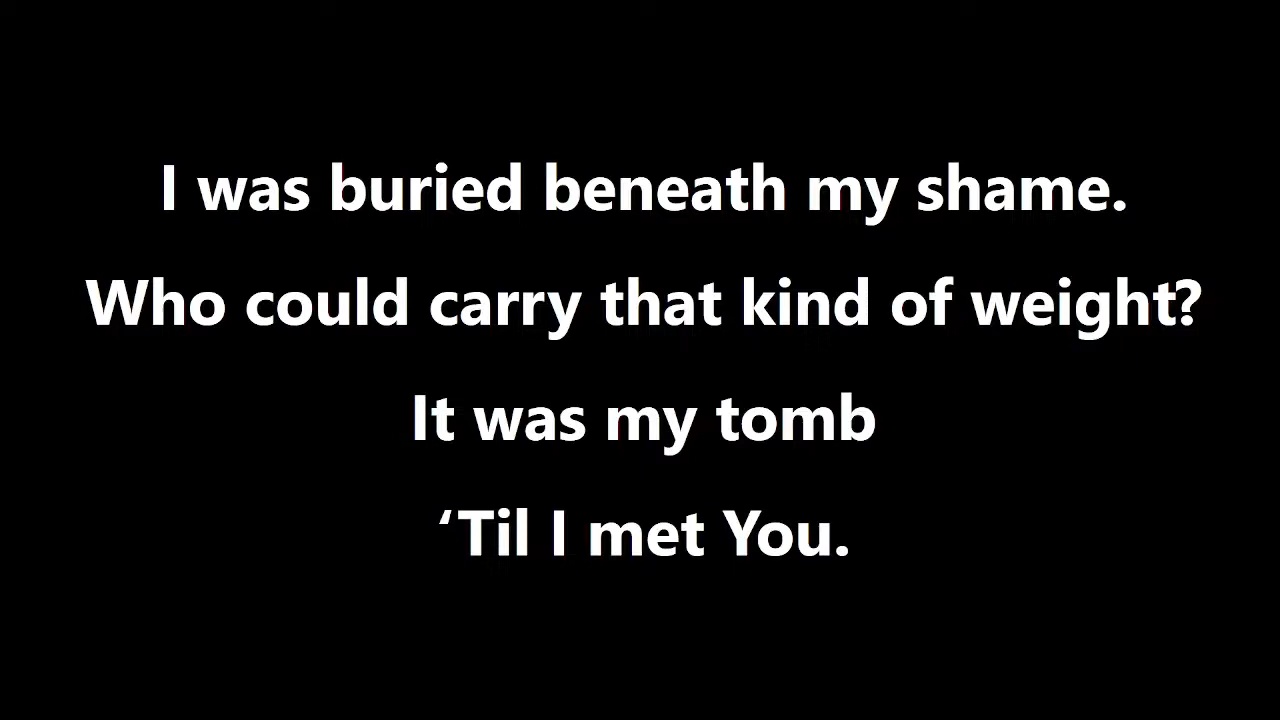 I was buried beneath my shame.
Who could carry that kind of weight?
It was my tomb
‘Til I met You.